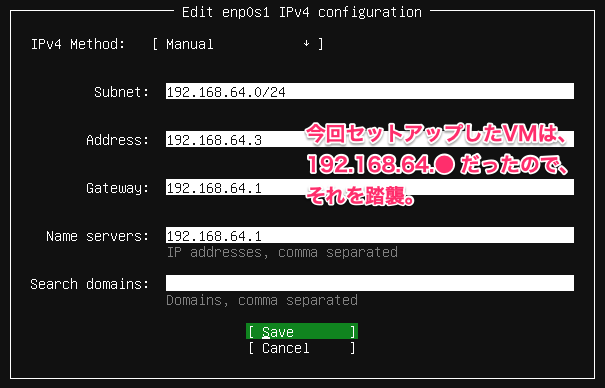 Edit enp0s1 IPv4 configuration
IPv4 Method: [ Manual ↓ ]
Subnet: 192.168.64.0/24
Address: 192.168.64.3
Gateway: 192.168.64.1
Name servers: 192.168.64.1
IP addresses, comma separated
Search domains:
Domains, comma separated
[ Save ]
[ Cancel ]
今回セットアップしたVMは、
192.168.64.● だったので、
それを踏襲。